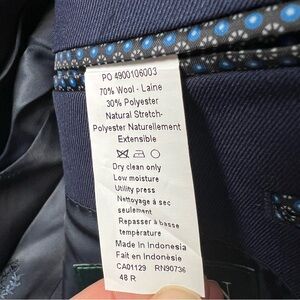 PO 4900106003
70% Wool - Laine
30% Polyester
Natural Stretch-
Polyester Naturellement
Extensible
Dry clean only
Low moisture
Utility press
Nettoyage à sec
seulement
Repasser à basse
température
Made in Indonesia
Fait en Indonésie
CA01129 RN90736
48 R